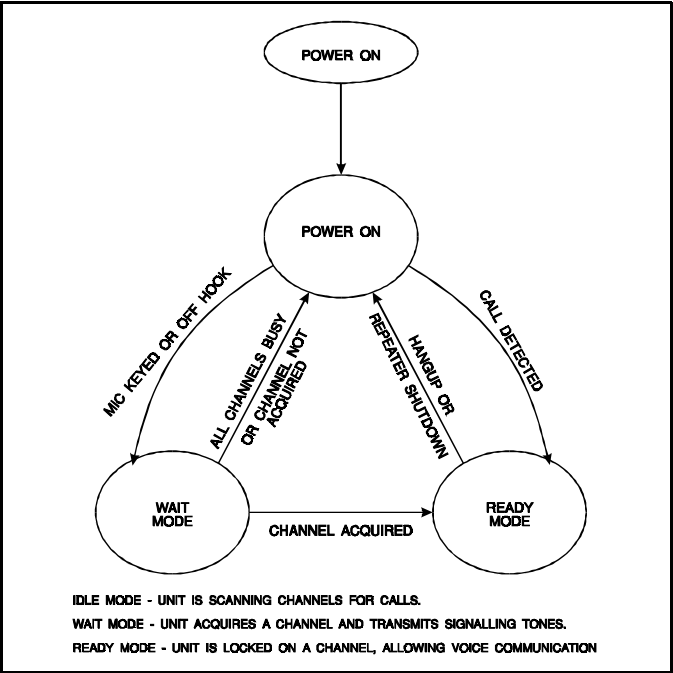 POWER ON
POWER ON
MIC KEYED OR OFF HOOK
ALL CHANNELS BUSY
OR CHANNEL NOT
ACQUIRED
HANGUP OR
REPEATER SHUTDOWN
CALL DETECTED
WAIT
MODE
CHANNEL ACQUIRED
READY
MODE
IDLE MODE - UNIT IS SCANNING CHANNELS FOR CALLS.
WAIT MODE - UNIT ACQUIRES A CHANNEL AND TRANSMITS SIGNALLING TONES.
READY MODE - UNIT IS LOCKED ON A CHANNEL, ALLOWING VOICE COMMUNICATION